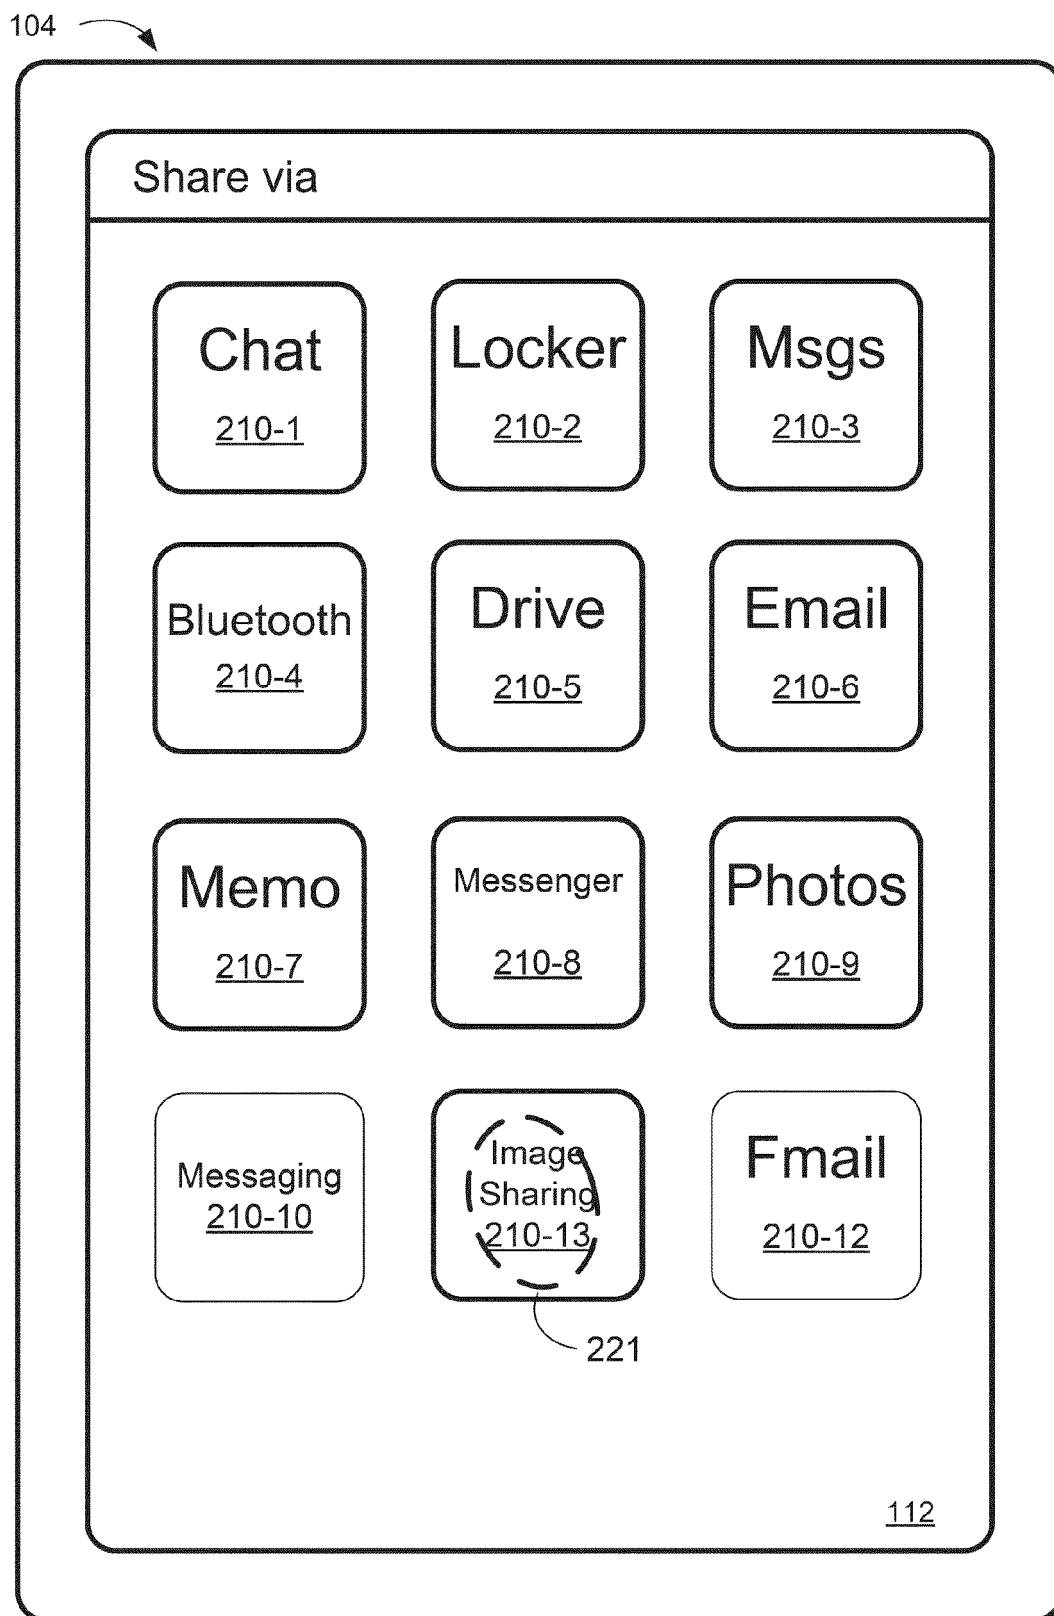 104
Share via
Chat
210-1
Locker
210-2
Msgs
210-3
Bluetooth
210-4
Drive
210-5
Email
210-6
Memo
210-7
Messenger
210-8
Photos
210-9
Messaging
210-10
Image
Sharing
210-13
Fmail
210-12
221
112